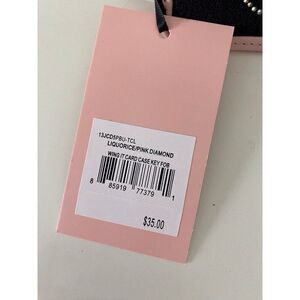 13JCD5PBU-TCL
LIQUORICE/PINK DIAMOND
WING IT CARD CASE KEY FOB
8 85919 77379 1
$35.00